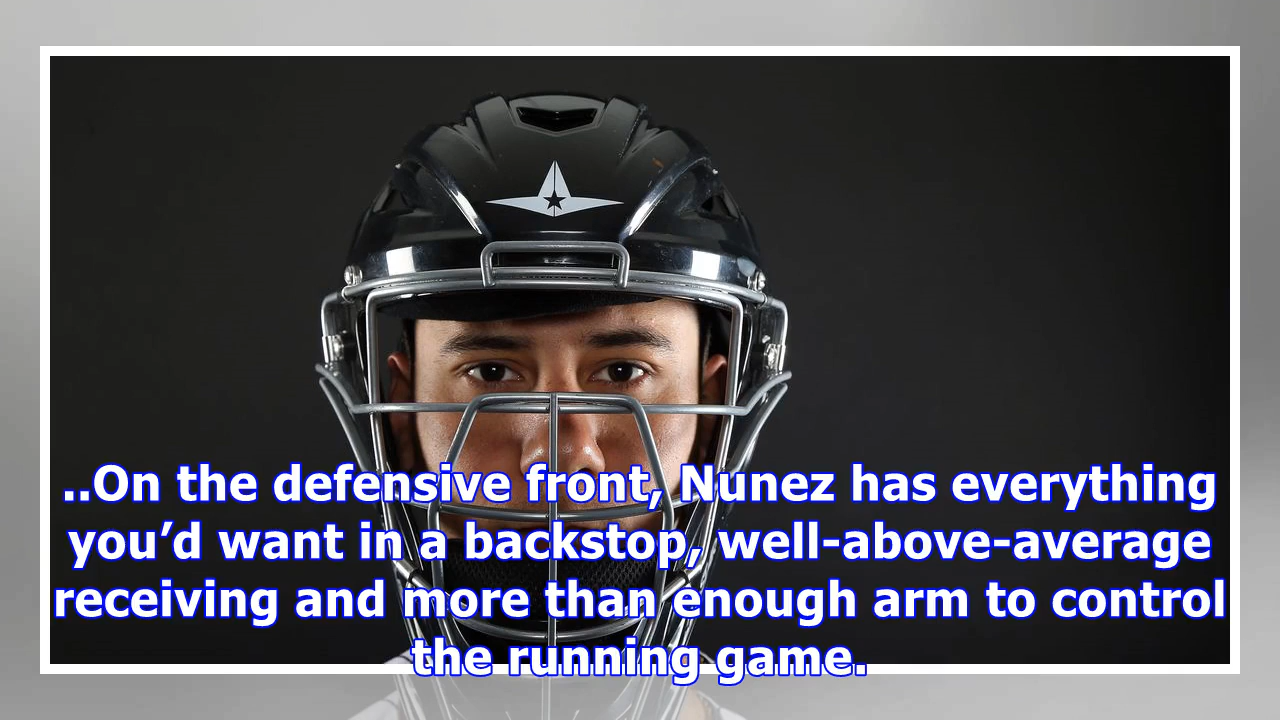 ..On the defensive front, Nunez has everything
you’d want in a backstop, well-above-average
receiving and more than enough arm to control
the running game.